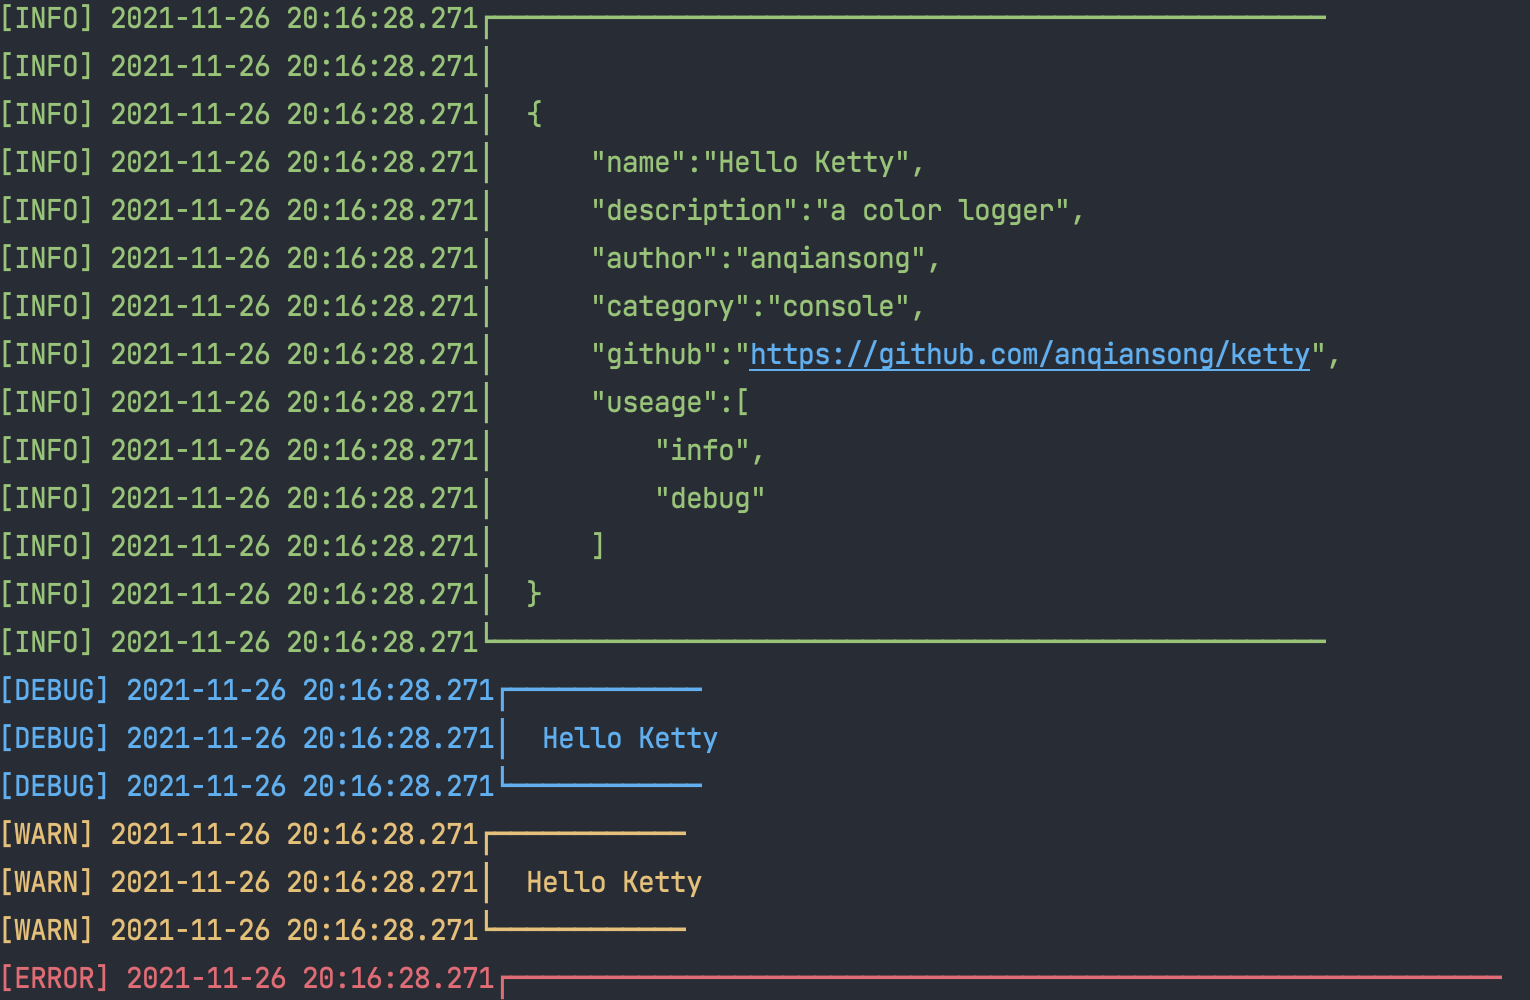 [INFO] 2021-11-26 20:16:28.271┌────────────────────────────────────────────────────
[INFO] 2021-11-26 20:16:28.271│
[INFO] 2021-11-26 20:16:28.271│  {
[INFO] 2021-11-26 20:16:28.271│      "name":"Hello Ketty",
[INFO] 2021-11-26 20:16:28.271│      "description":"a color logger",
[INFO] 2021-11-26 20:16:28.271│      "author":"anqiansong",
[INFO] 2021-11-26 20:16:28.271│      "category":"console",
[INFO] 2021-11-26 20:16:28.271│      "github":"https://github.com/anqiansong/ketty",
[INFO] 2021-11-26 20:16:28.271│      "useage":[
[INFO] 2021-11-26 20:16:28.271│          "info",
[INFO] 2021-11-26 20:16:28.271│          "debug"
[INFO] 2021-11-26 20:16:28.271│      ]
[INFO] 2021-11-26 20:16:28.271│  }
[INFO] 2021-11-26 20:16:28.271└────────────────────────────────────────────────────
[DEBUG] 2021-11-26 20:16:28.271┌────────────
[DEBUG] 2021-11-26 20:16:28.271│  Hello Ketty
[DEBUG] 2021-11-26 20:16:28.271└────────────
[WARN] 2021-11-26 20:16:28.271┌────────────
[WARN] 2021-11-26 20:16:28.271│  Hello Ketty
[WARN] 2021-11-26 20:16:28.271└────────────
[ERROR] 2021-11-26 20:16:28.271┌──────────────────────────────────────────────────────────────